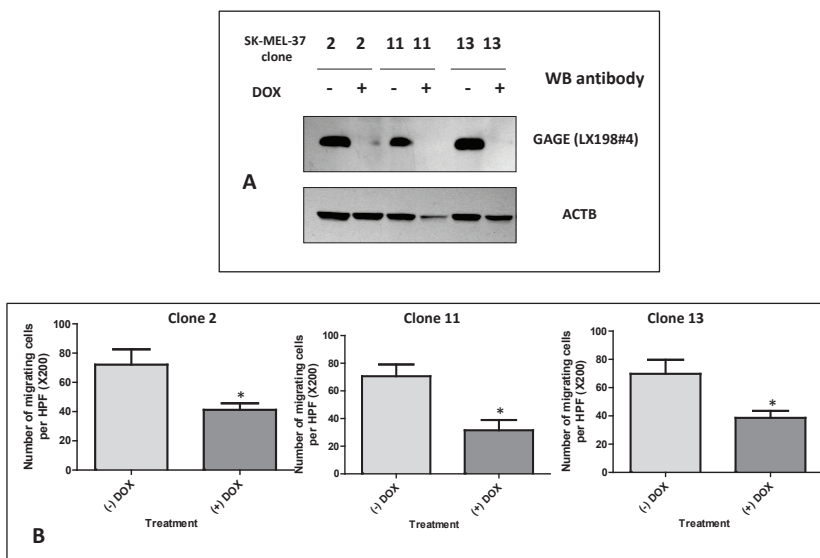 SK-MEL-37 clone
2 2 11 11 13 13
WB antibody
DOX - + - + - +
GAGE (LX198#4)
A
ACTB
Clone 2
Number of migrating cells
per HPF (X200)
100
80
60
40
20
0
*
(-) DOX
(+) DOX
Treatment
Clone 11
Number of migrating cells
per HPF (X200)
100
80
60
40
20
0
*
(-) DOX
(+) DOX
Treatment
Clone 13
Number of migrating cells
per HPF (X200)
100
80
60
40
20
0
*
(-) DOX
(+) DOX
Treatment
B